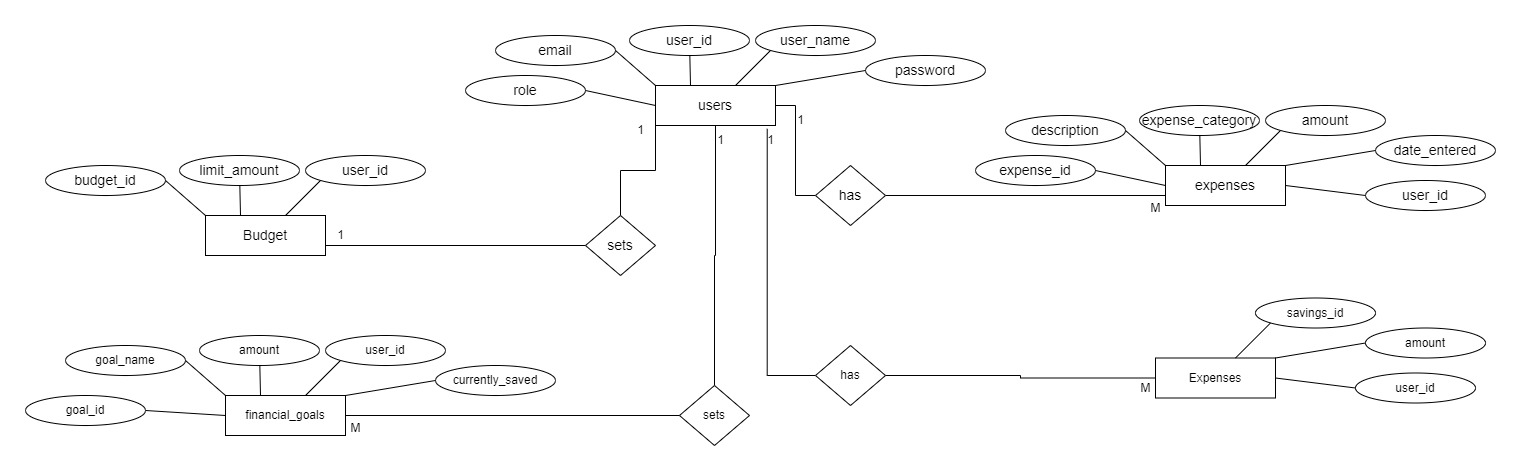 email
user_id
user_name
password
role
users
1
1
1
1
description
expense_category
amount
date_entered
expense_id
expenses
user_id
has
M
budget_id
limit_amount
user_id
Budget
1
sets
savings_id
amount
Expenses
user_id
has
M
goal_name
amount
user_id
currently_saved
goal_id
financial_goals
M
sets